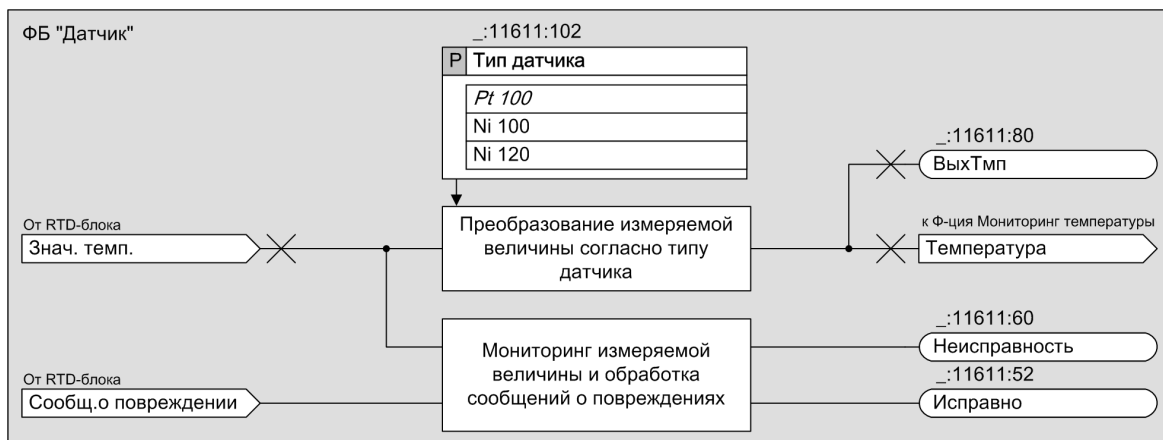 ФБ "Датчик"
_:11611:102
P Тип датчика
Pt 100
Ni 100
Ni 120
_:11611:80
ВыхТмп
От RTD-блока
Знач. темп.
Преобразование измеряемой
величины согласно типу
датчика
к Ф-ция Мониторинг температуры
Температура
_:11611:60
Неисправность
Мониторинг измеряемой
величины и обработка
сообщений о повреждениях
От RTD-блока
Сообщ.о повреждении
_:11611:52
Исправно